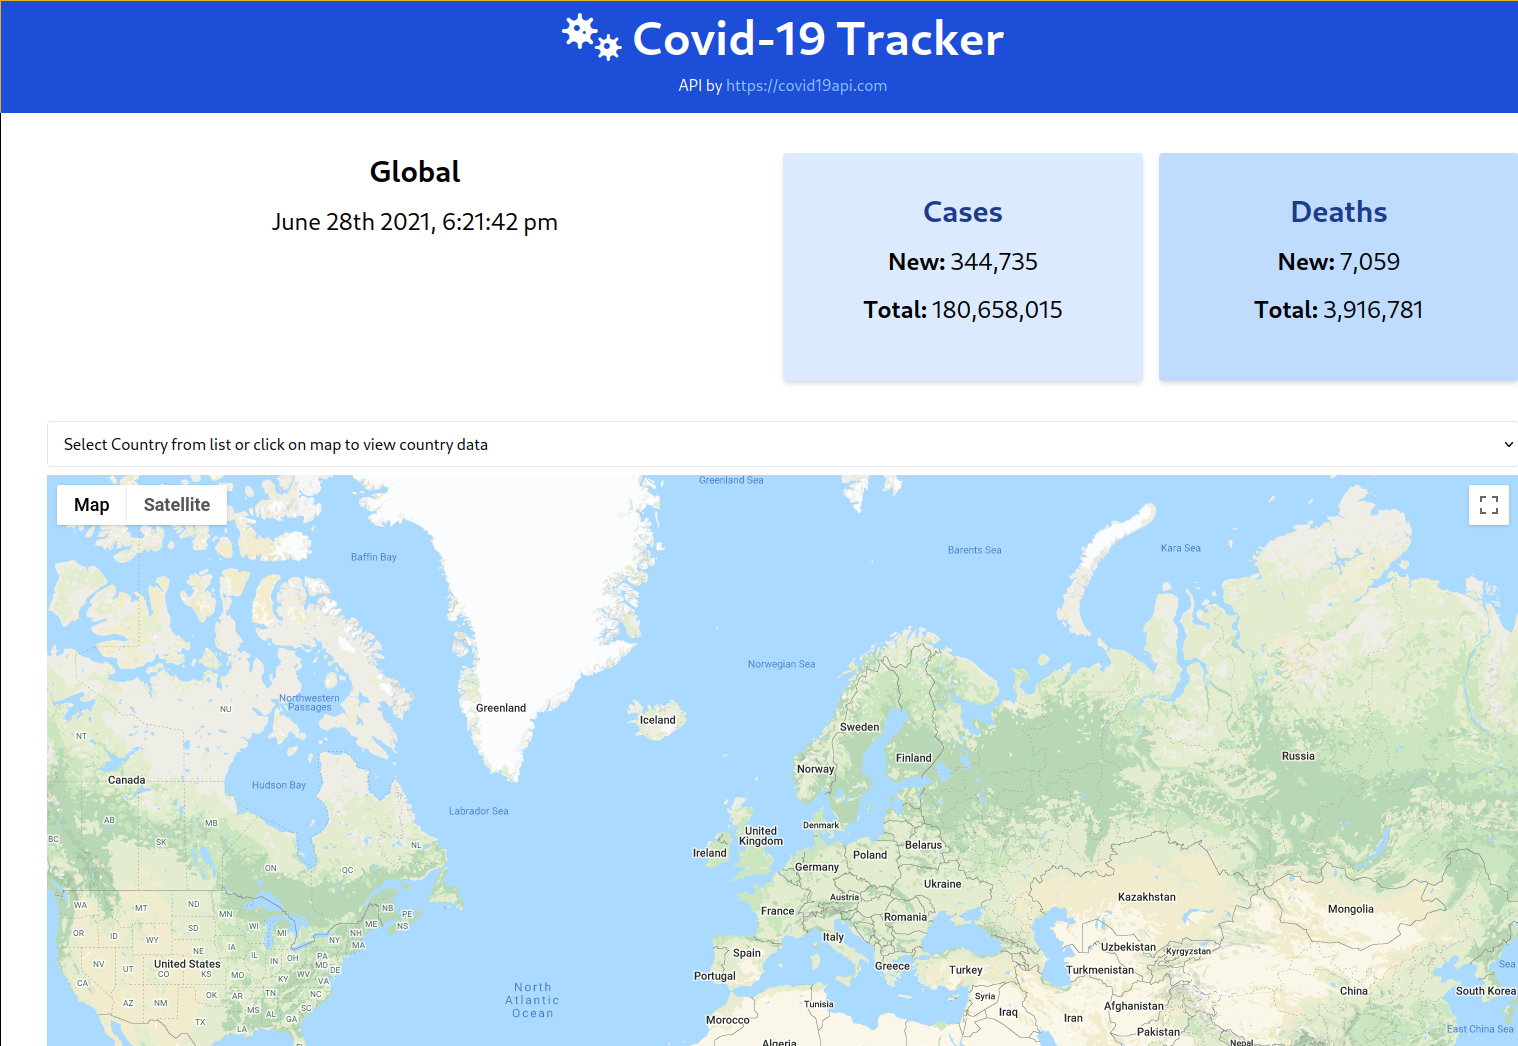 Covid-19 Tracker
API by https://covid19api.com
Global
June 28th 2021, 6:21:42 pm
Cases
New: 344,735
Total: 180,658,015
Deaths
New: 7,059
Total: 3,916,781
Select Country from list or click on map to view country data
Map
Satellite
Greenland Sea
Baffin Bay
Barents Sea
Kara Sea
Norwegian Sea
Northwestern
Passages
NU
Greenland
Iceland
NT
Sweden
Finland
Russia
Norway
Canada
Hudson Bay
Labrador Sea
AB
MB
BC
SK
NL
ON
QC
Denmark
United
Kingdom
Ireland
Belarus
Poland
Germany
Ukraine
Austria
Kazakhstan
France
Romania
Mongolia
WA
MT
ND
MN
NB
PE
NS
ME
OR
ID
SD
WI
MI
NH
NY
MA
WY
IA
NE
Italy
Uzbekistan
Kyrgyzstan
Spain
Greece
Turkey
Turkmenistan
Portugal
NV
UT
United States
CO
KS
MO
IL
IN
OH
PA
MD
DE
KY
WV
VA
CA
Sea
South Korea
China
AZ
NM
OK
AR
TN
NC
MS
AL
SC
GA
TX
LA
North
Atlantic
Ocean
Tunisia
Syria
Iraq
Iran
Afghanistan
Morocco
Pakistan
East China Sea
Algeria
Nepal